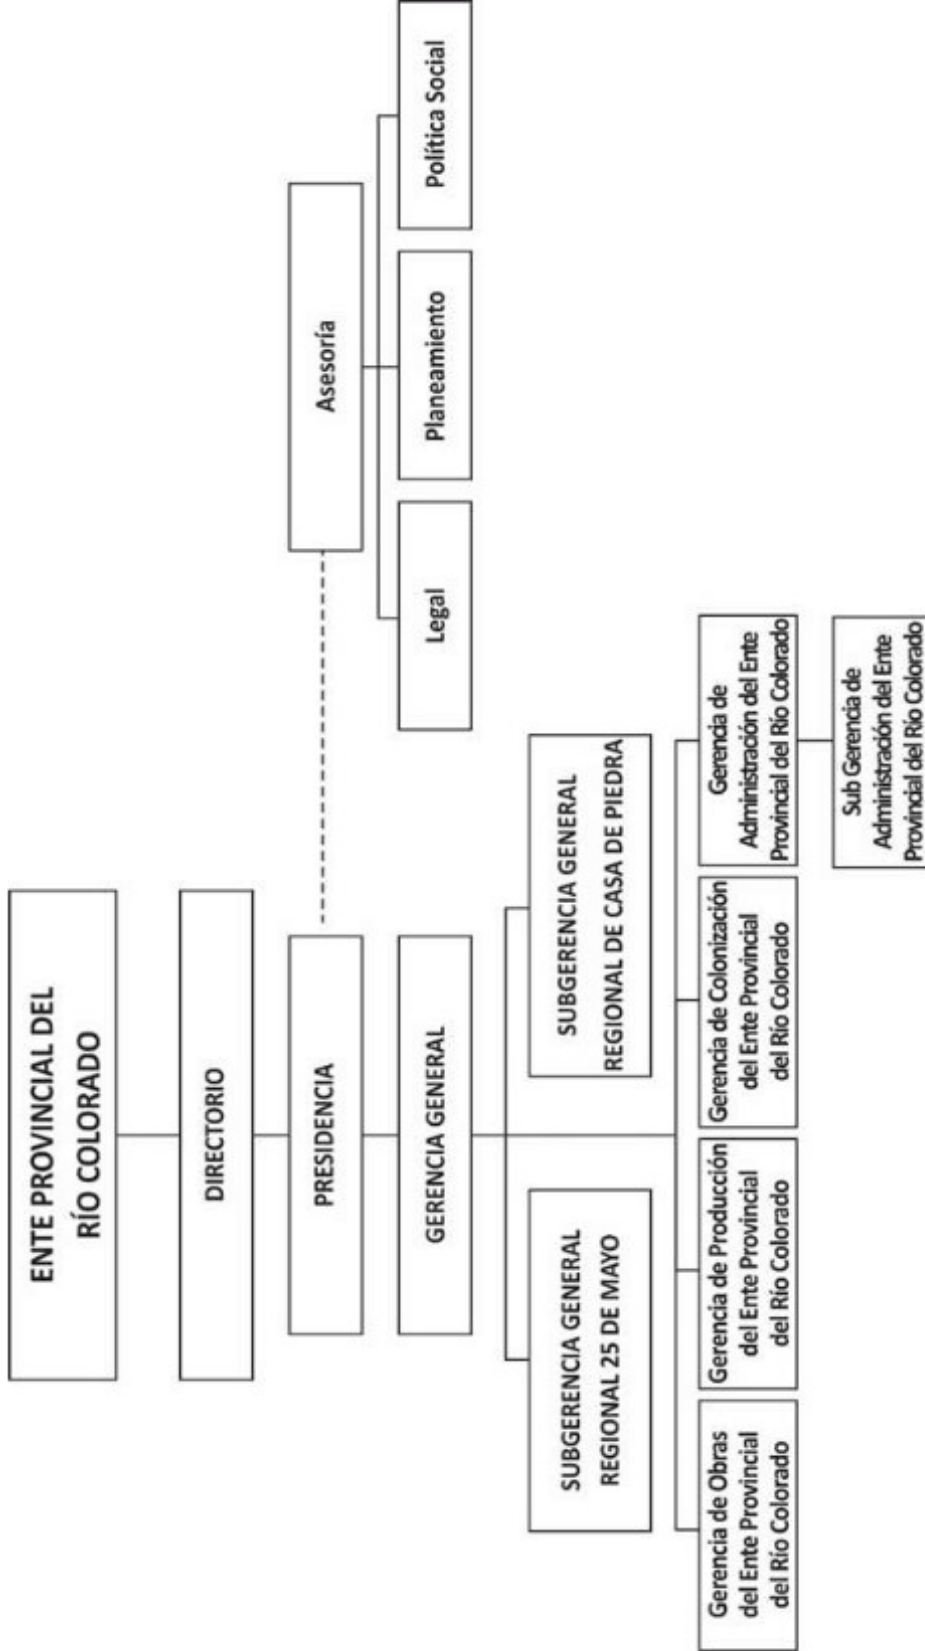 ENTE PROVINCIAL DEL
RÍO COLORADO
DIRECTORIO
PRESIDENCIA
Asesoría
GERENCIA GENERAL
Legal
Planeamiento
Política Social
SUBGERENCIA GENERAL
REGIONAL 25 DE MAYO
SUBGERENCIA GENERAL
REGIONAL DE CASA DE PIEDRA
Gerencia de Obras
del Ente Provincial
del Río Colorado
Gerencia de Producción
del Ente Provincial
del Río Colorado
Gerencia de Colonización
del Ente Provincial
del Río Colorado
Gerencia de
Administración del Ente
Provincial del Río Colorado
Sub Gerencia de
Administración del Ente
Provincial del Río Colorado